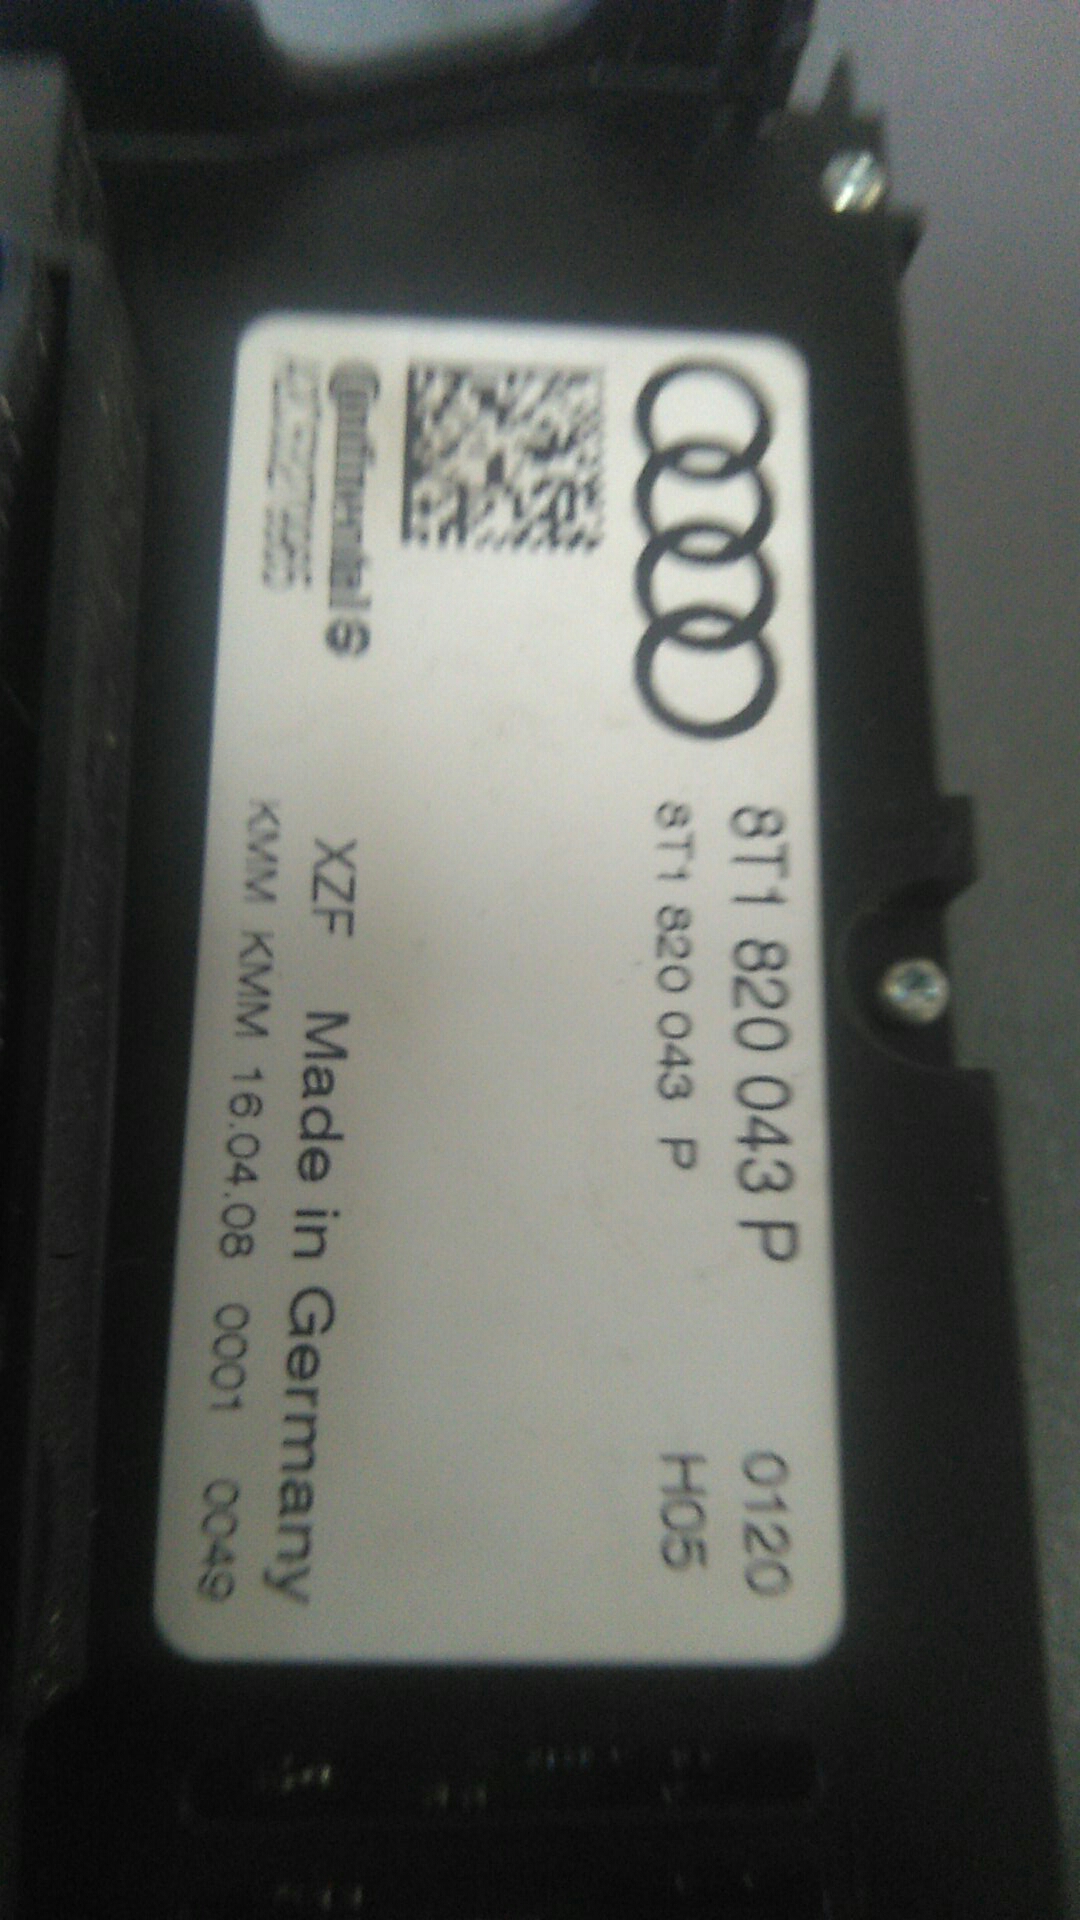 8T1 820 043 P 0120
8T1 820 043 P H05
Continental
XZF Made in Germany
KMM KMM 16.04.08 0001 0049